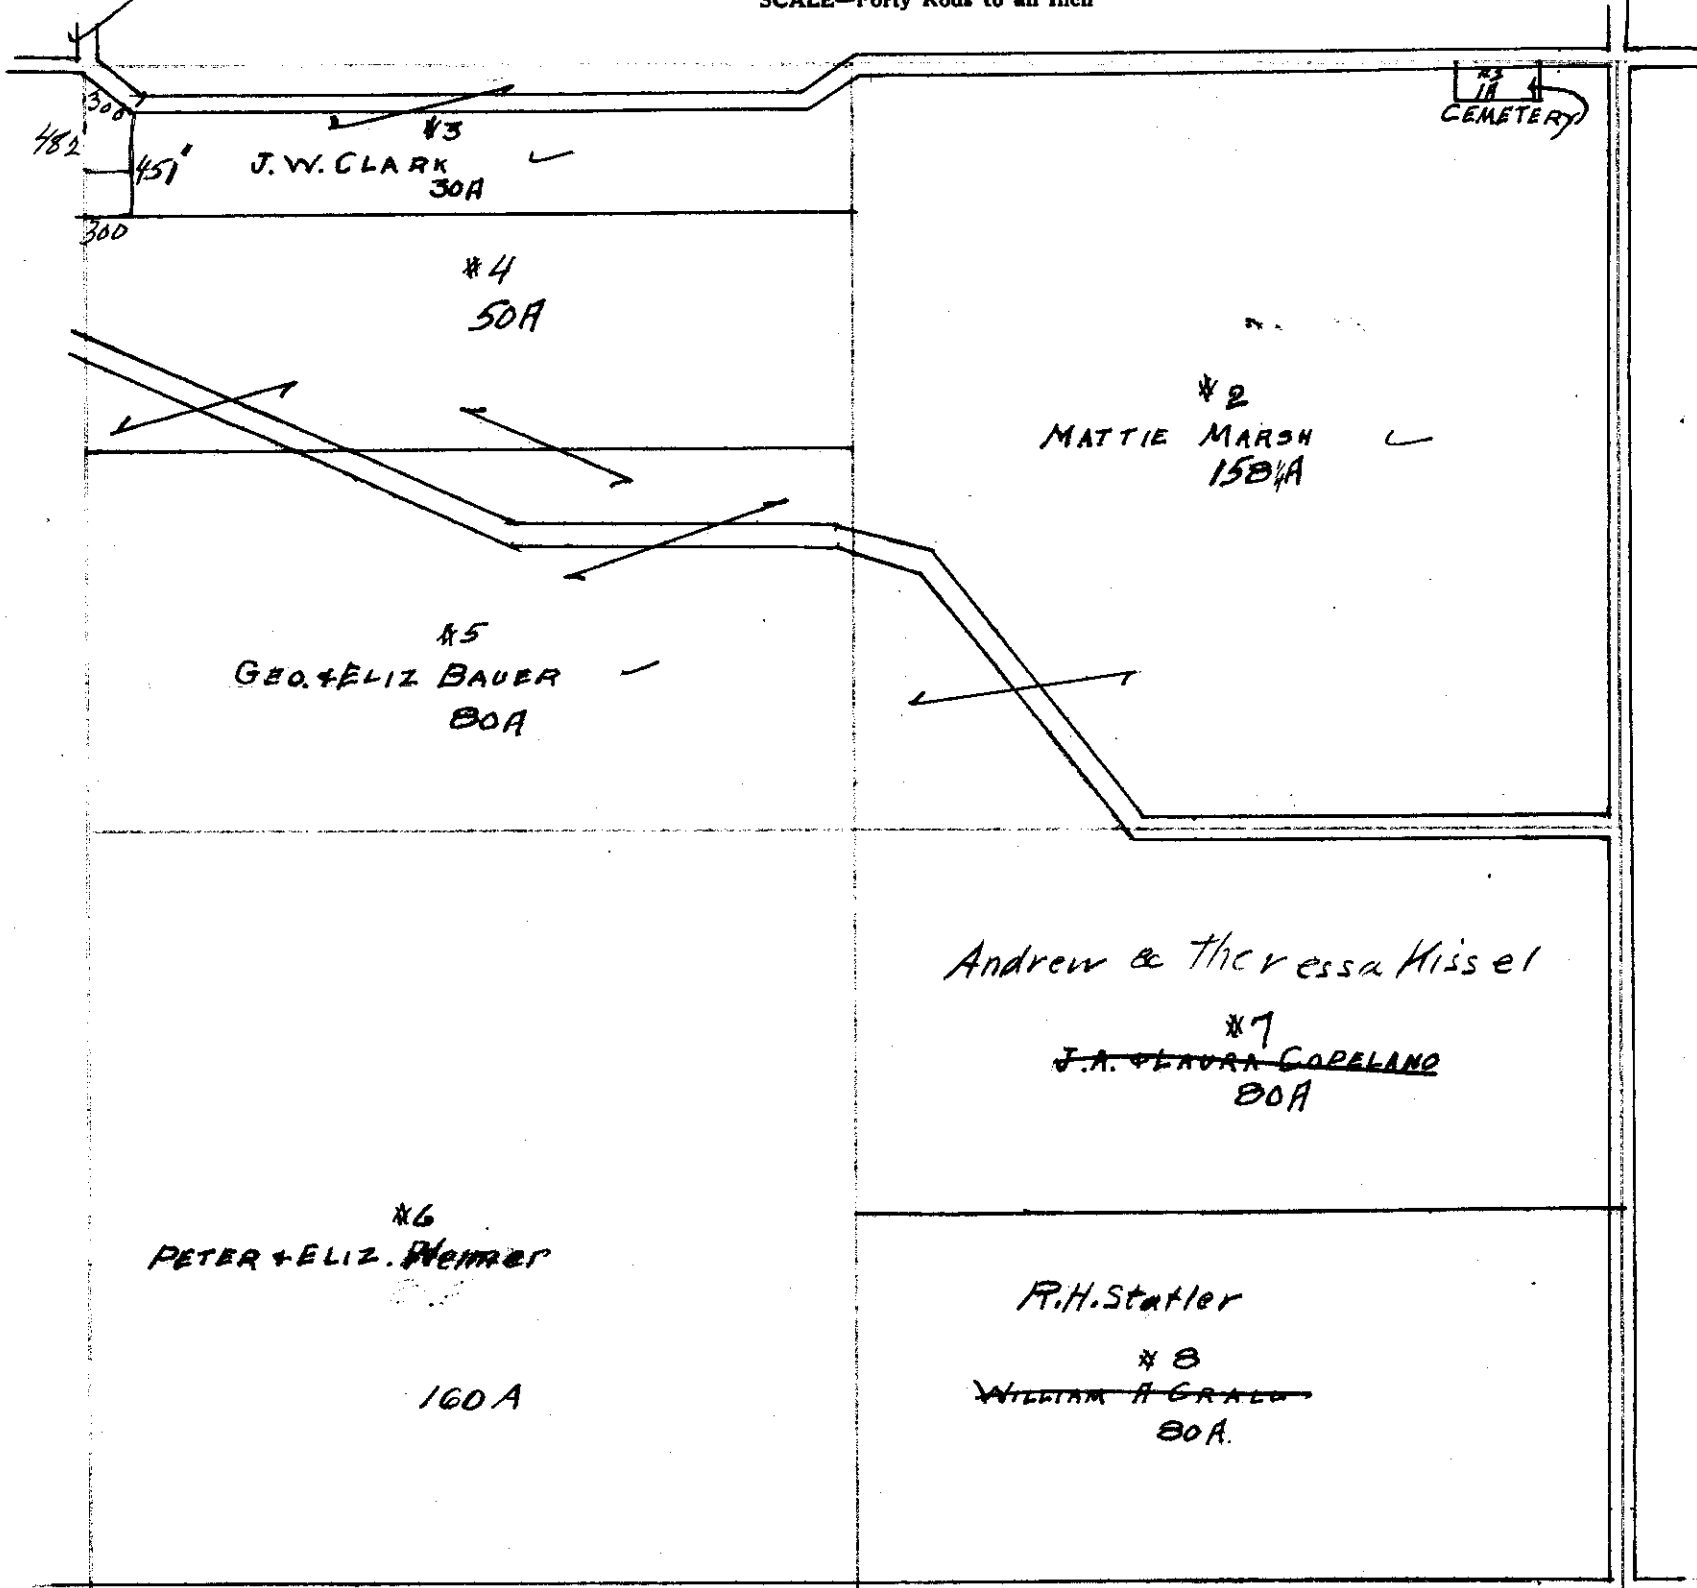 SCALE—Forty Rods to an Inch
300
482
451'
300
#3
J.W. CLARK
30A
1A
CEMETERY
#4
50A
#2
MATTIE MARSH
158¼A
#5
GEO. & ELIZ BAUER
80A
Andrew & Theressa Kissel
#7
J.A. & LAURA COPELAND
80A
#6
PETER & ELIZ.
160 A
R.H. Statler
#8
WILLIAM A
80A.